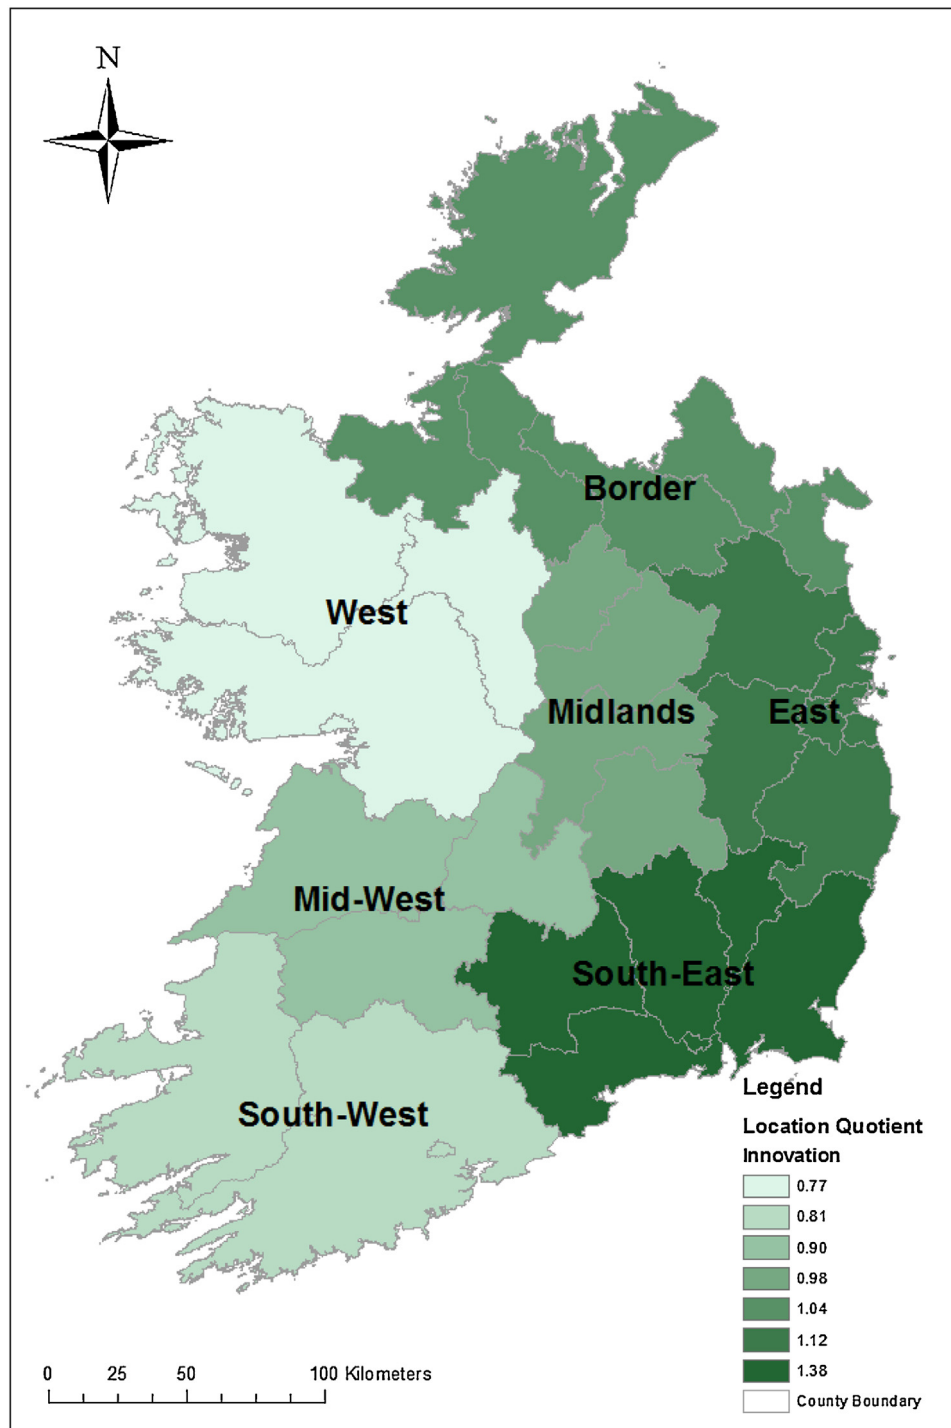 N
Border
West
Midlands
East
Mid-West
South-East
South-West
Legend
Location Quotient
Innovation
0.77
0.81
0.90
0.98
1.04
1.12
1.38
County Boundary
0 25 50 100 Kilometers